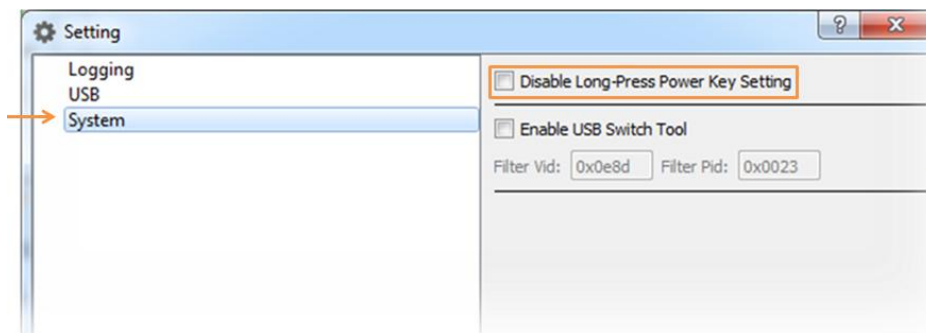 Setting
Logging
USB
System
Disable Long-Press Power Key Setting
Enable USB Switch Tool
Filter Vid: 0x0e8d Filter Pid: 0x0023